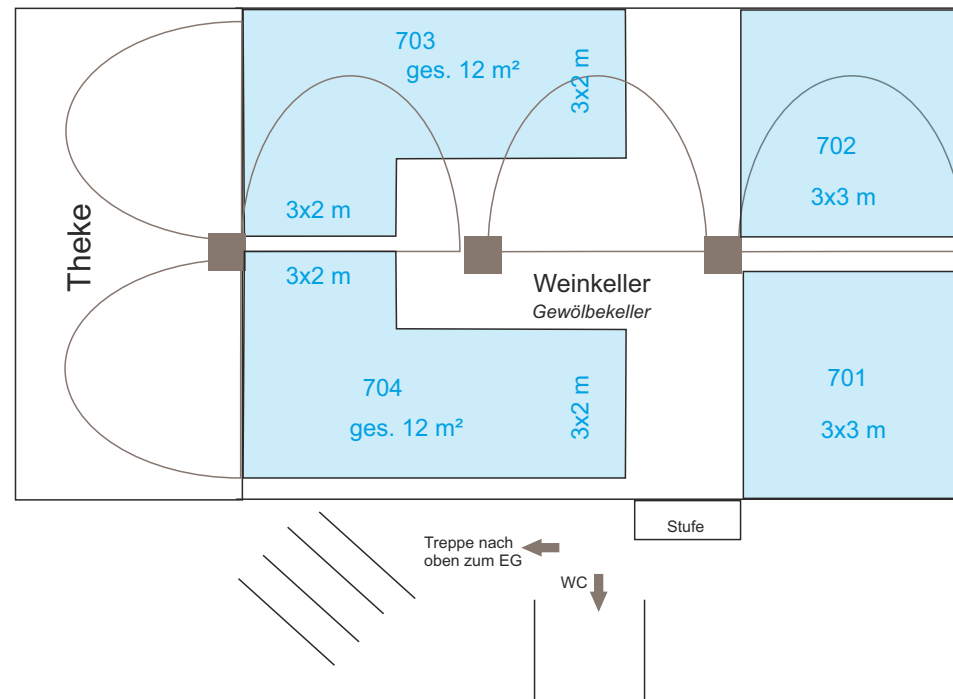 703
ges. 12 m²
3x2 m
3x2 m
702
3x3 m
Theke
3x2 m
Weinkeller
Gewölbekeller
704
ges. 12 m²
3x2 m
701
3x3 m
Stufe
Treppe nach
oben zum EG
WC